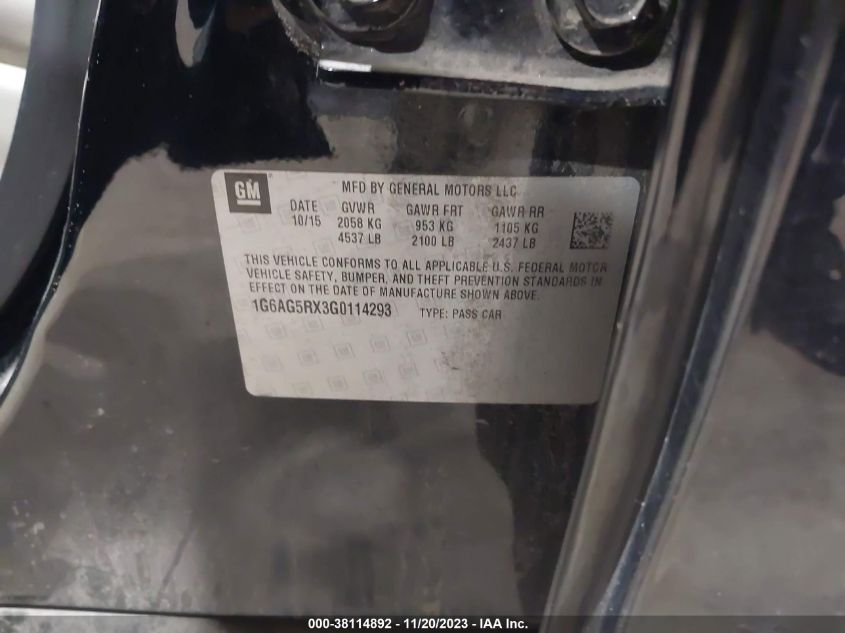 GM
MFD BY GENERAL MOTORS LLC
DATE GVWR GAWR FRT GAWR RR
10/15 2058 KG 953 KG 1105 KG
4537 LB 2100 LB 2437 LB
THIS VEHICLE CONFORMS TO ALL APPLICABLE U.S. FEDERAL MOTOR
VEHICLE SAFETY, BUMPER, AND THEFT PREVENTION STANDARDS IN
EFFECT ON THE DATE OF MANUFACTURE SHOWN ABOVE.
1G6AG5RX3G0114293 TYPE: PASS CAR
000-38114892 - 11/20/2023 - IAA Inc.